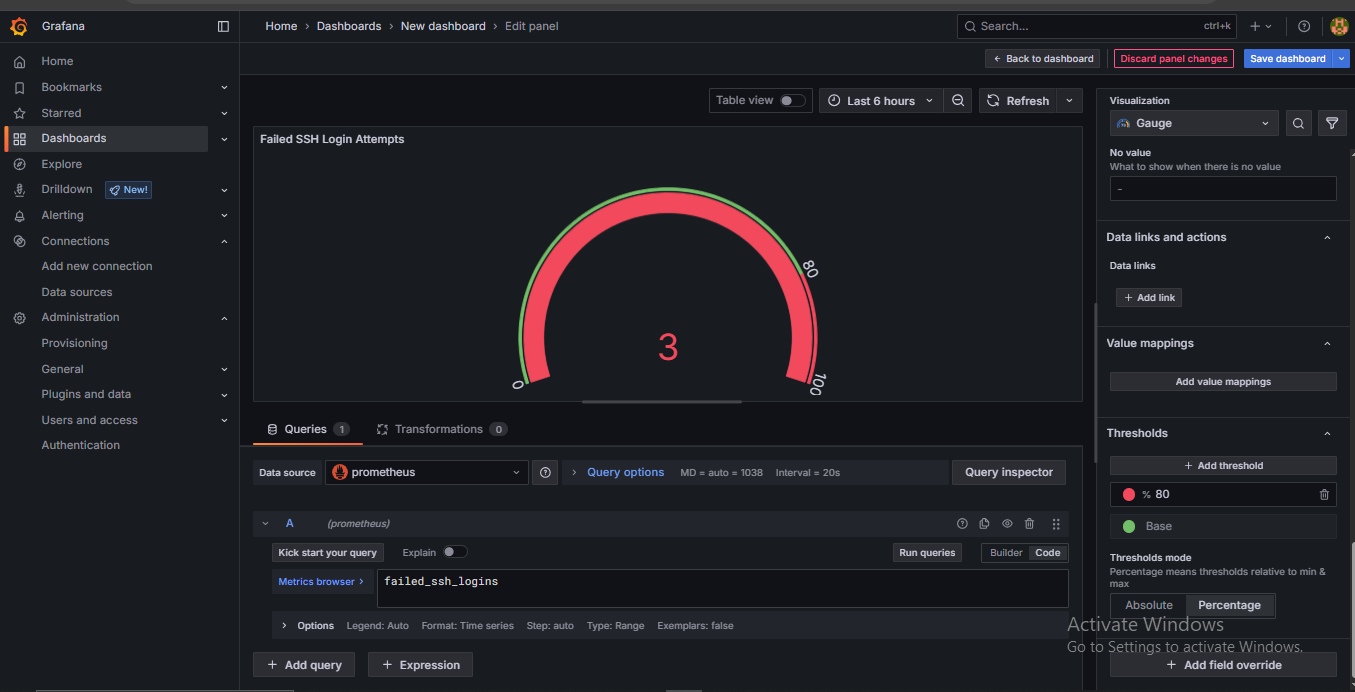 Grafana
Home › Dashboards › New dashboard › Edit panel
Search...
ctrl+k
Back to dashboard
Discard panel changes
Save dashboard
Home
Bookmarks
Starred
Dashboards
Explore
Drilldown
New!
Alerting
Connections
Add new connection
Data sources
Administration
Provisioning
General
Plugins and data
Users and access
Authentication
Table view
Last 6 hours
Refresh
Failed SSH Login Attempts
80
3
0
100
Queries 1
Transformations 0
Data source
prometheus
Query options MD = auto = 1038 Interval = 20s
Query inspector
A (prometheus)
Kick start your query
Explain
Run queries
Builder
Code
Metrics browser ›
failed_ssh_logins
Options Legend: Auto Format: Time series Step: auto Type: Range Exemplars: false
+ Add query
+ Expression
Visualization
Gauge
No value
What to show when there is no value
-
Data links and actions
Data links
+ Add link
Value mappings
Add value mappings
Thresholds
+ Add threshold
% 80
Base
Thresholds mode
Percentage means thresholds relative to min &
max
Absolute
Percentage
Activate Windows
Go to Settings to activate Windows.
+ Add field override